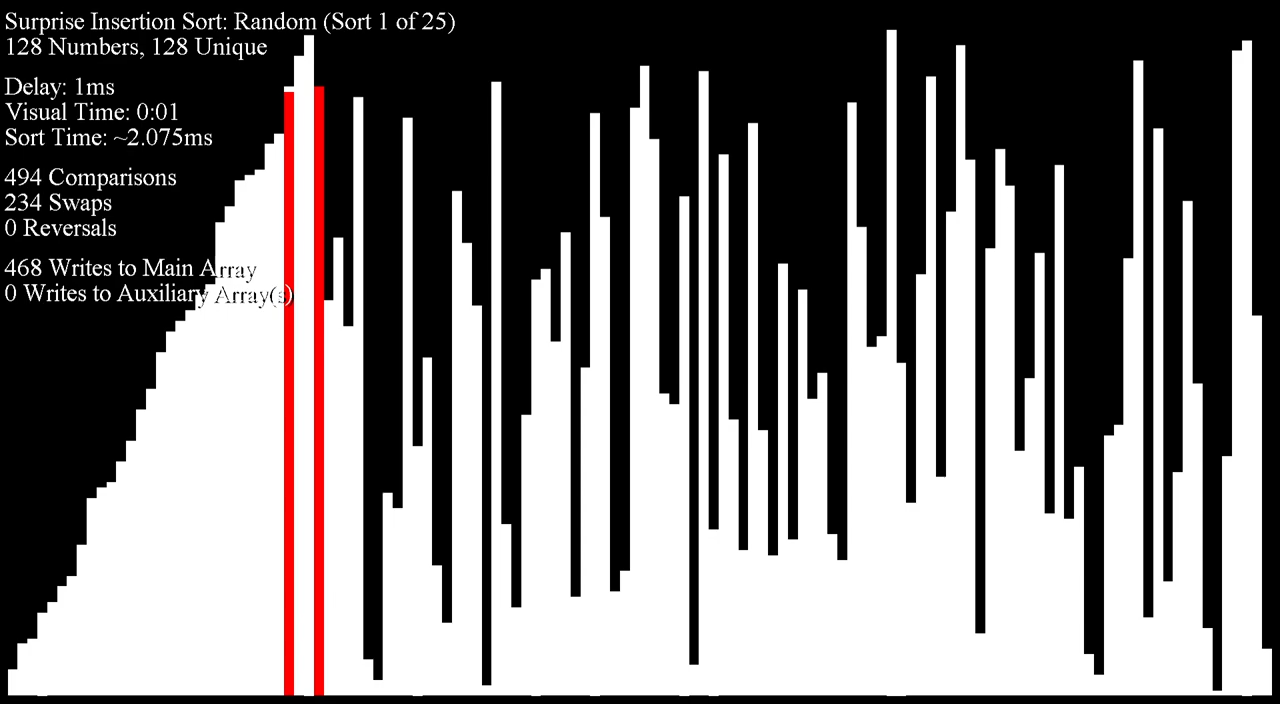 Surprise Insertion Sort: Random (Sort 1 of 25)
128 Numbers, 128 Unique
Delay: 1ms
Visual Time: 0:01
Sort Time: ~2.075ms
494 Comparisons
234 Swaps
0 Reversals
468 Writes to Main Array
0 Writes to Auxiliary Array(s)